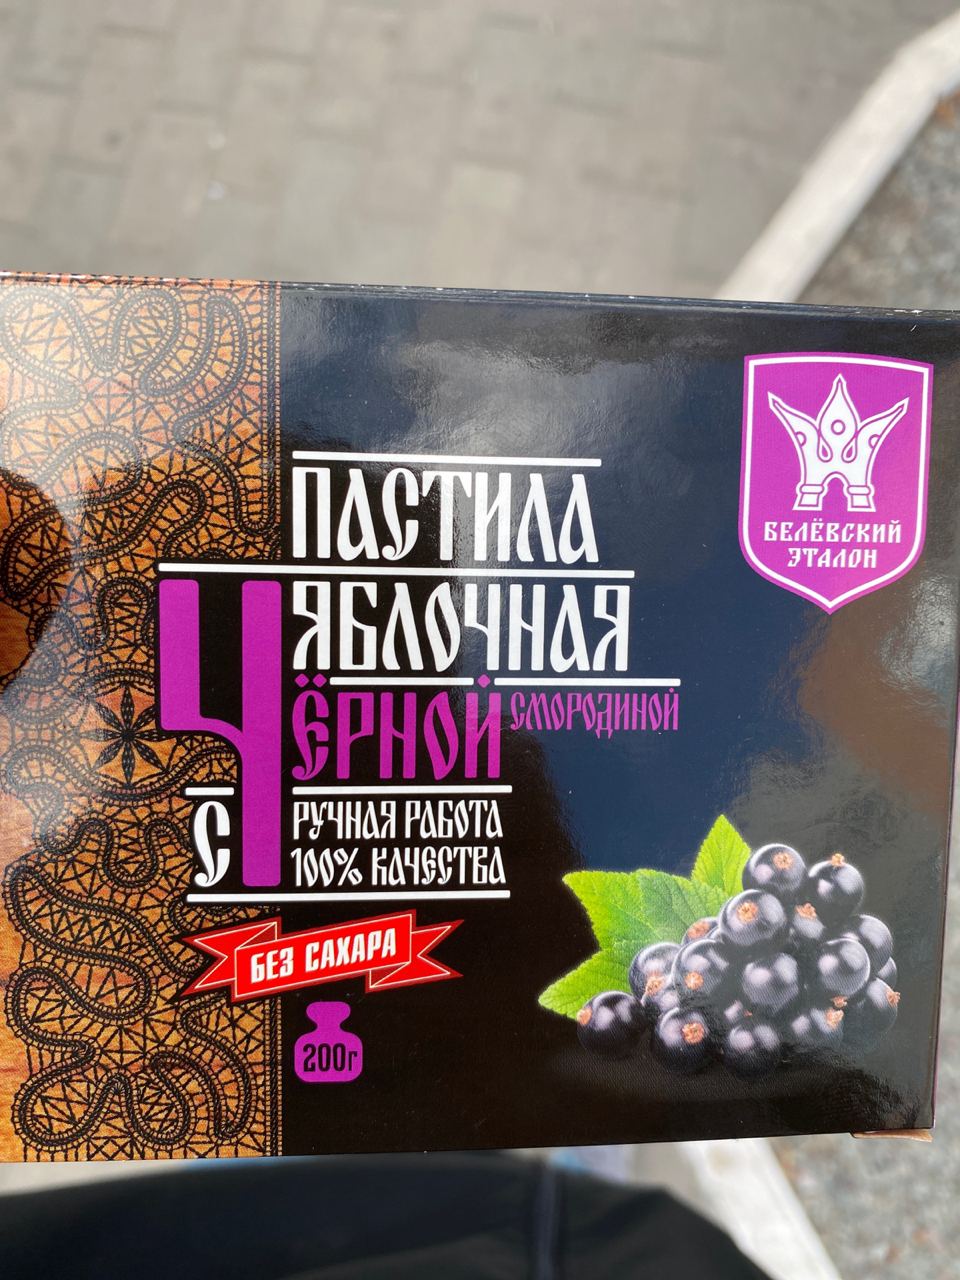 БЕЛЁВСКИЙ
ЭТАЛОН
ПАСТИЛА
ЯБЛОЧНАЯ
С ЧЁРНОЙ СМОРОДИНОЙ
РУЧНАЯ РАБОТА
100% КАЧЕСТВА
БЕЗ САХАРА
200г